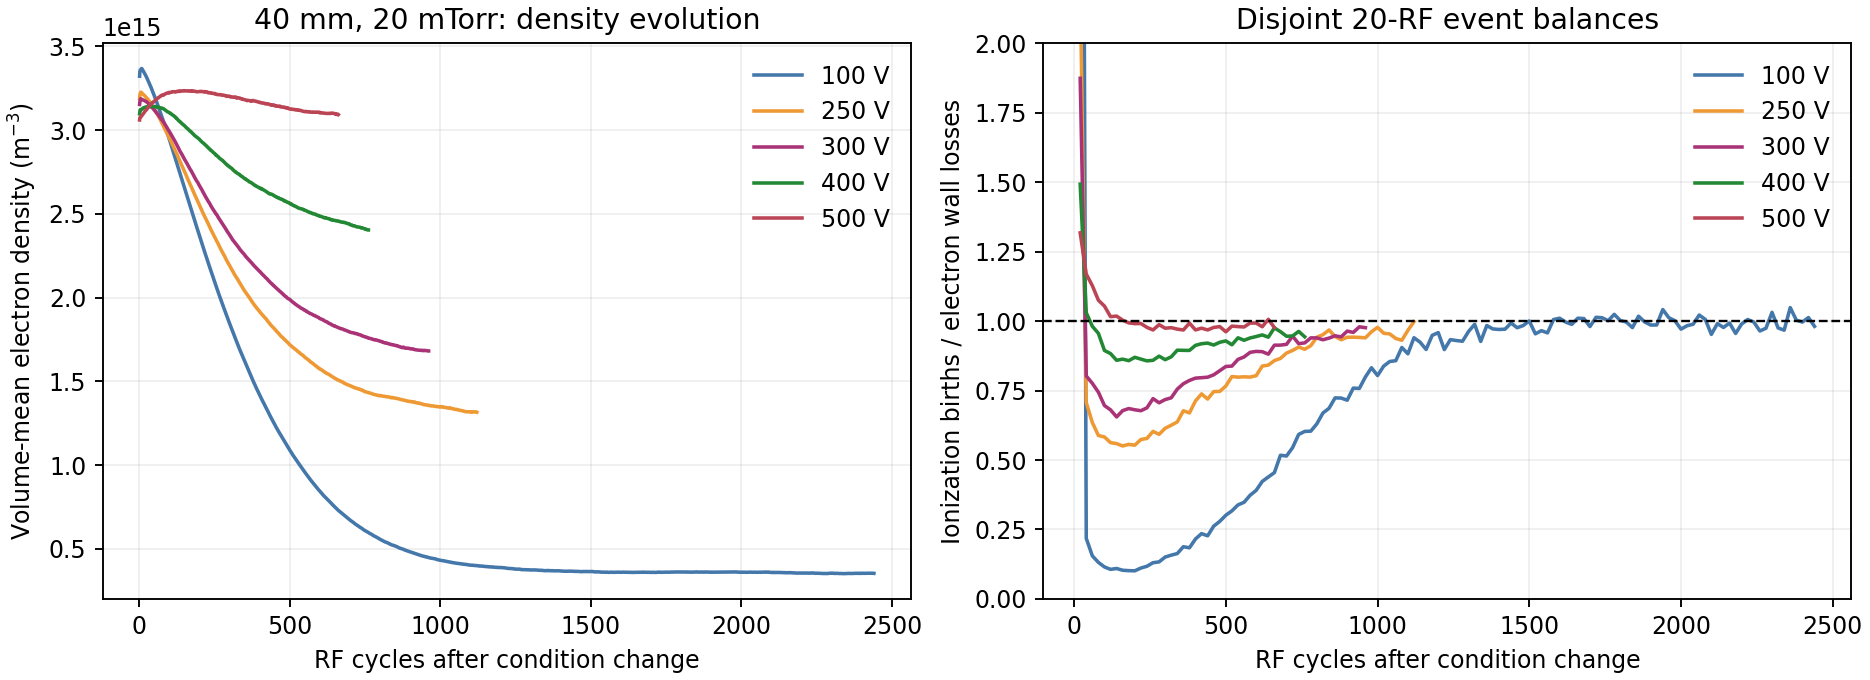 40 mm, 20 mTorr: density evolution
1e15
3.5
3.0
2.5
2.0
1.5
1.0
0.5
Volume-mean electron density (m⁻³)
100 V
250 V
300 V
400 V
500 V
0
500
1000
1500
2000
2500
RF cycles after condition change
Disjoint 20-RF event balances
2.00
1.75
1.50
1.25
1.00
0.75
0.50
0.25
0.00
Ionization births / electron wall losses
100 V
250 V
300 V
400 V
500 V
0
500
1000
1500
2000
2500
RF cycles after condition change